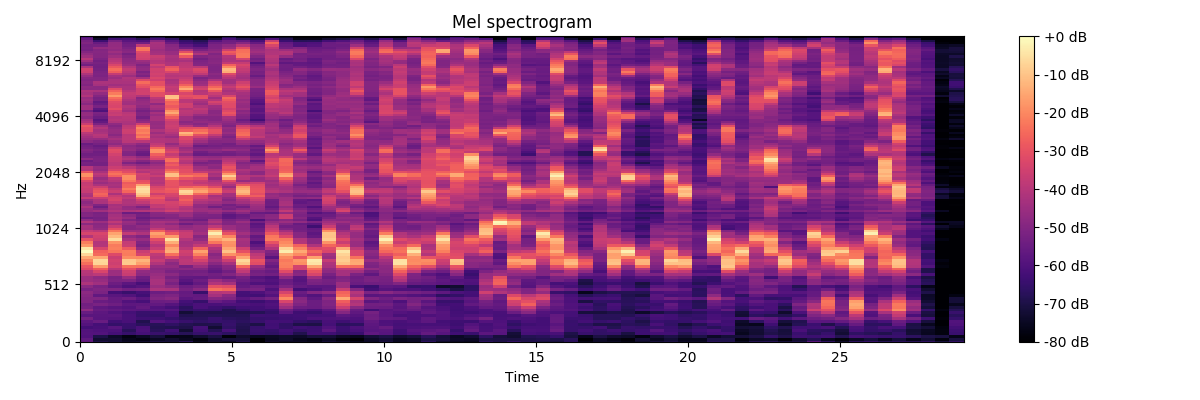 Mel spectrogram
+0 dB
8192
-10 dB
4096
-20 dB
-30 dB
Hz
2048
-40 dB
1024
-50 dB
-60 dB
512
-70 dB
0
-80 dB
0 5 10 15 20 25
Time